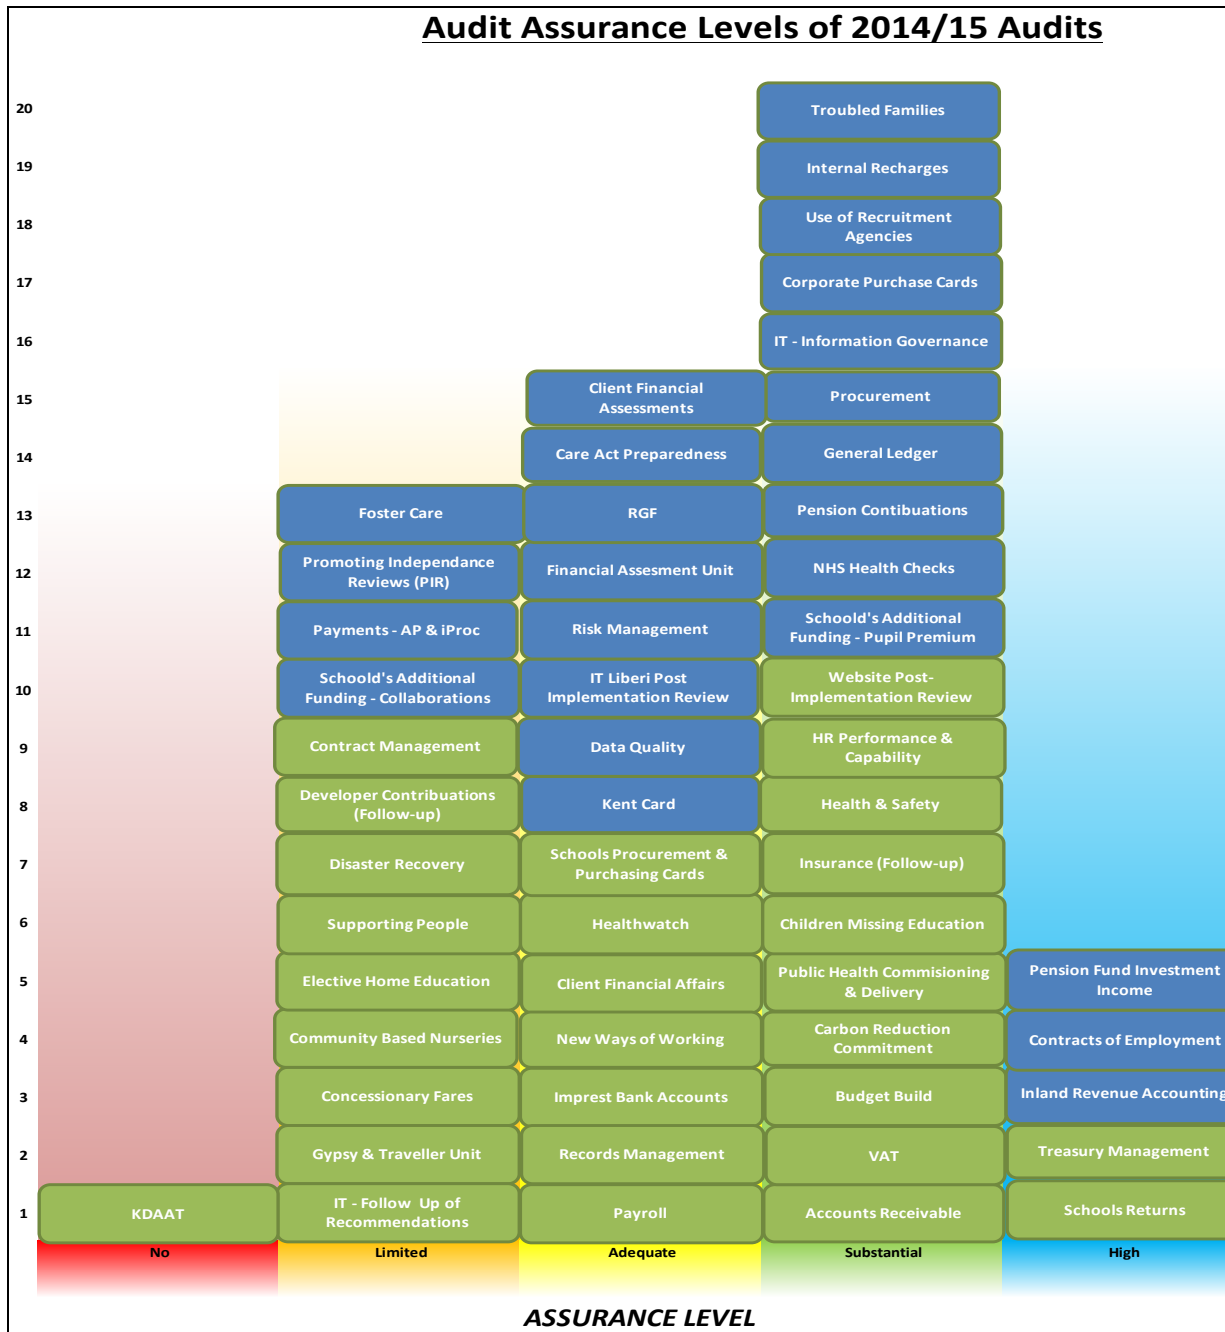 Audit Assurance Levels of 2014/15 Audits
20
Troubled Families
19
Internal Recharges
18
Use of Recruitment
Agencies
17
Corporate Purchase Cards
16
IT - Information Governance
15
Client Financial
Assessments
Procurement
14
Care Act Preparedness
General Ledger
13
Foster Care
RGF
Pension Contibuations
12
Promoting Independance
Reviews (PIR)
Financial Assesment Unit
NHS Health Checks
11
Payments - AP & iProc
Risk Management
Schoold's Additional
Funding - Pupil Premium
10
Schoold's Additional
Funding - Collaborations
IT Liberi Post
Implementation Review
Website Post-
Implementation Review
9
Contract Management
Data Quality
HR Performance &
Capability
8
Developer Contribuations
(Follow-up)
Kent Card
Health & Safety
7
Disaster Recovery
Schools Procurement &
Purchasing Cards
Insurance (Follow-up)
6
Supporting People
Healthwatch
Children Missing Education
5
Elective Home Education
Client Financial Affairs
Public Health Commisioning
& Delivery
Pension Fund Investment
Income
4
Community Based Nurseries
New Ways of Working
Carbon Reduction
Commitment
Contracts of Employment
3
Concessionary Fares
Imprest Bank Accounts
Budget Build
Inland Revenue Accounting
2
Gypsy & Traveller Unit
Records Management
VAT
Treasury Management
1
KDAAT
IT - Follow Up of
Recommendations
Payroll
Accounts Receivable
Schools Returns
No
Limited
Adequate
Substantial
High
ASSURANCE LEVEL